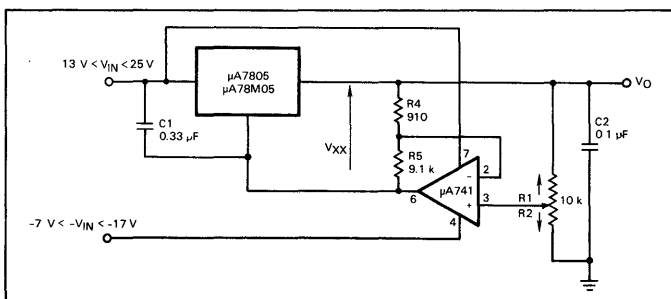 13 V < VIN < 25 V
μA7805
μA78M05
VO
C1
0.33 μF
VXX
R4
910
R5
9.1 k
7
2
−
μA741
6
+
3
4
R1
R2
10 k
C2
0 1 μF
−7 V < −VIN < −17 V